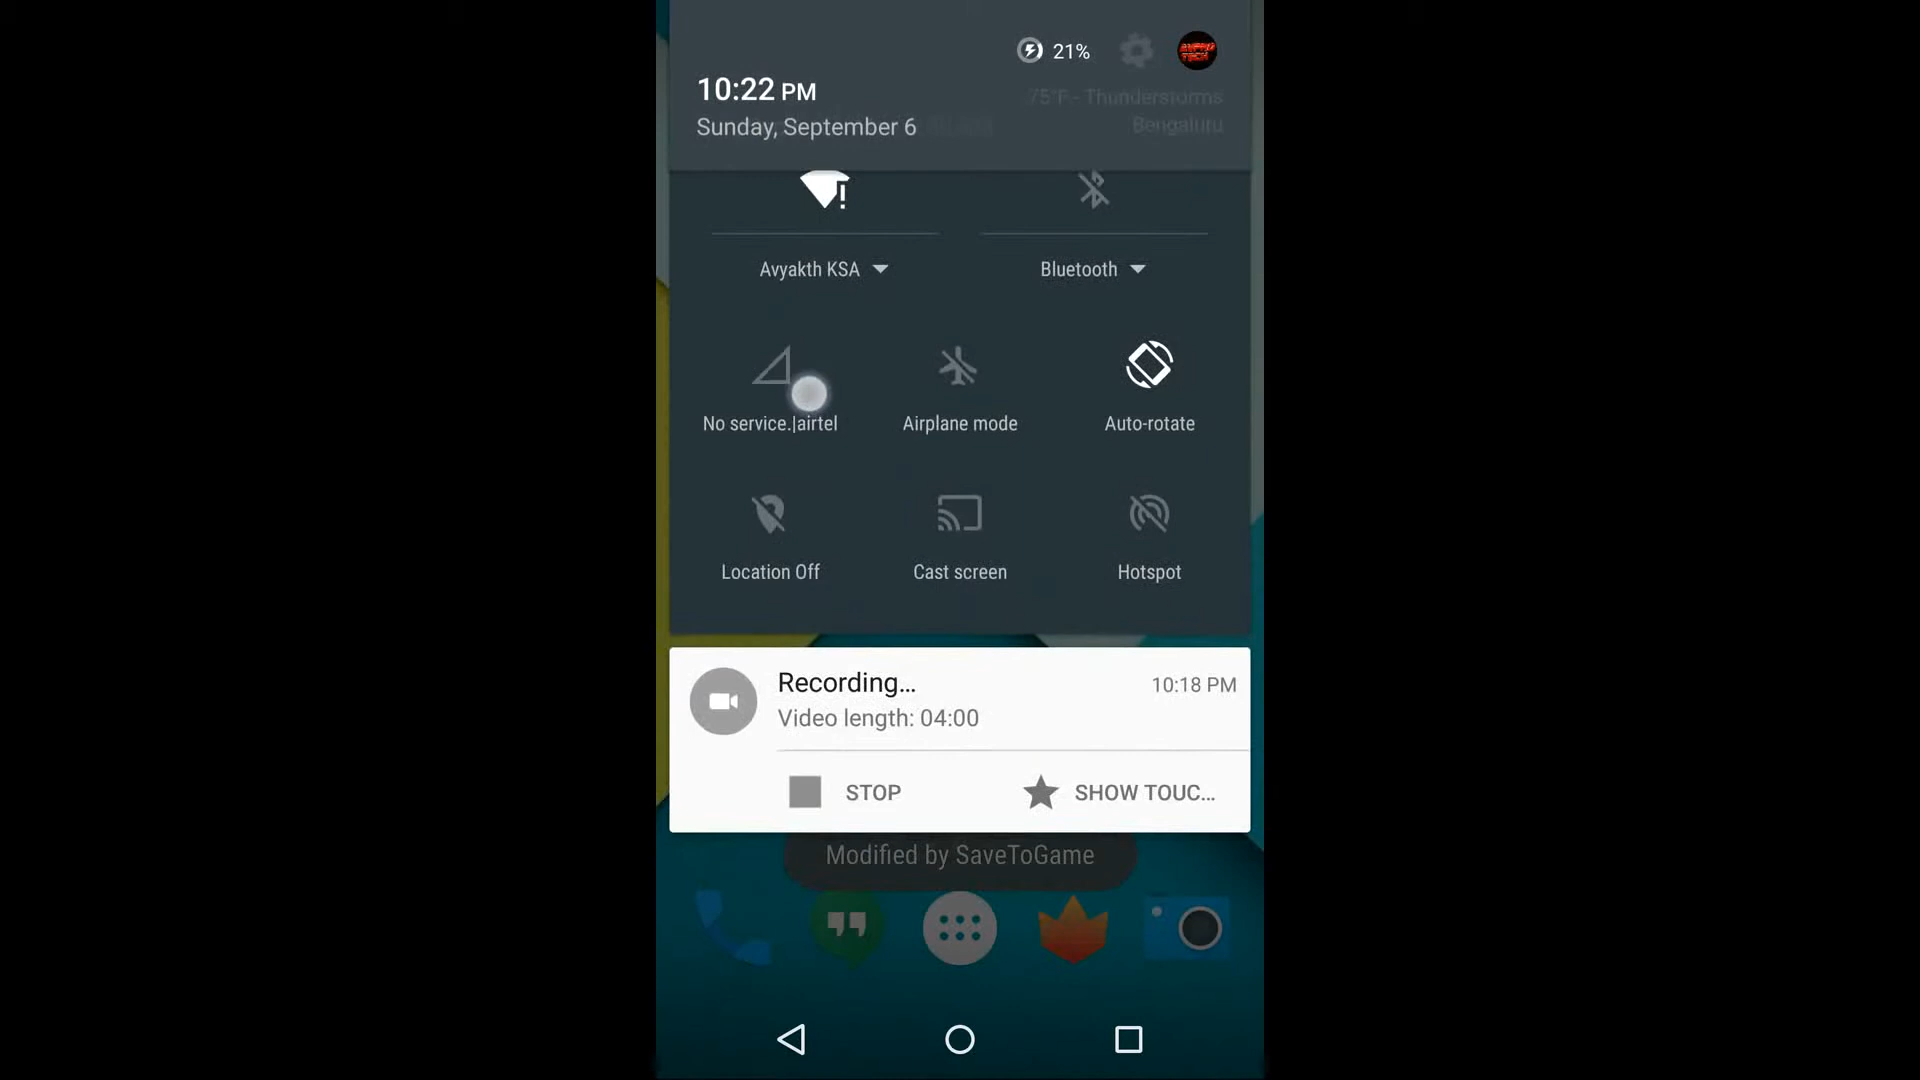 21%
10:22 PM
75°F - Thunderstorms
Sunday, September 6
Bengaluru
Avyakth KSA
Bluetooth
No service.|airtel
Airplane mode
Auto-rotate
Location Off
Cast screen
Hotspot
Recording...
10:18 PM
Video length: 04:00
STOP
SHOW TOUC...
Modified by SaveToGame